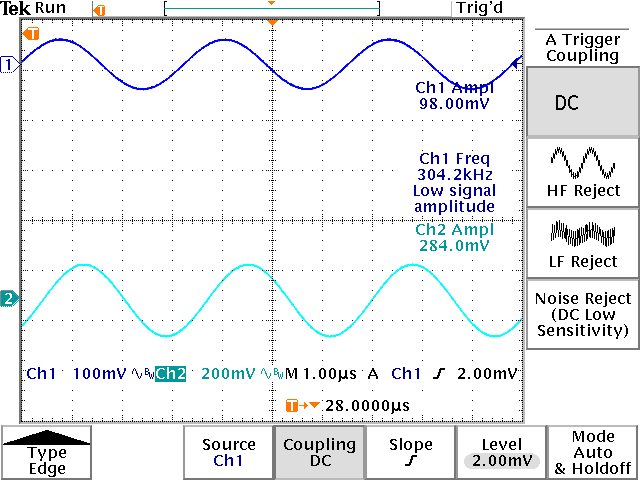 Tek Run T Trig'd
T
A Trigger
Coupling
1
Ch1 Ampl
98.00mV
DC
Ch1 Freq
304.2kHz
Low signal
amplitude
HF Reject
Ch2 Ampl
284.0mV
LF Reject
2
Noise Reject
(DC Low
Sensitivity)
Ch1 100mV ∿BW Ch2 200mV ∿BW M 1.00µs A Ch1 ʃ 2.00mV
T→▼ 28.0000µs
Type
Edge
Source
Ch1
Coupling
DC
Slope
Level
2.00mV
Mode
Auto
& Holdoff